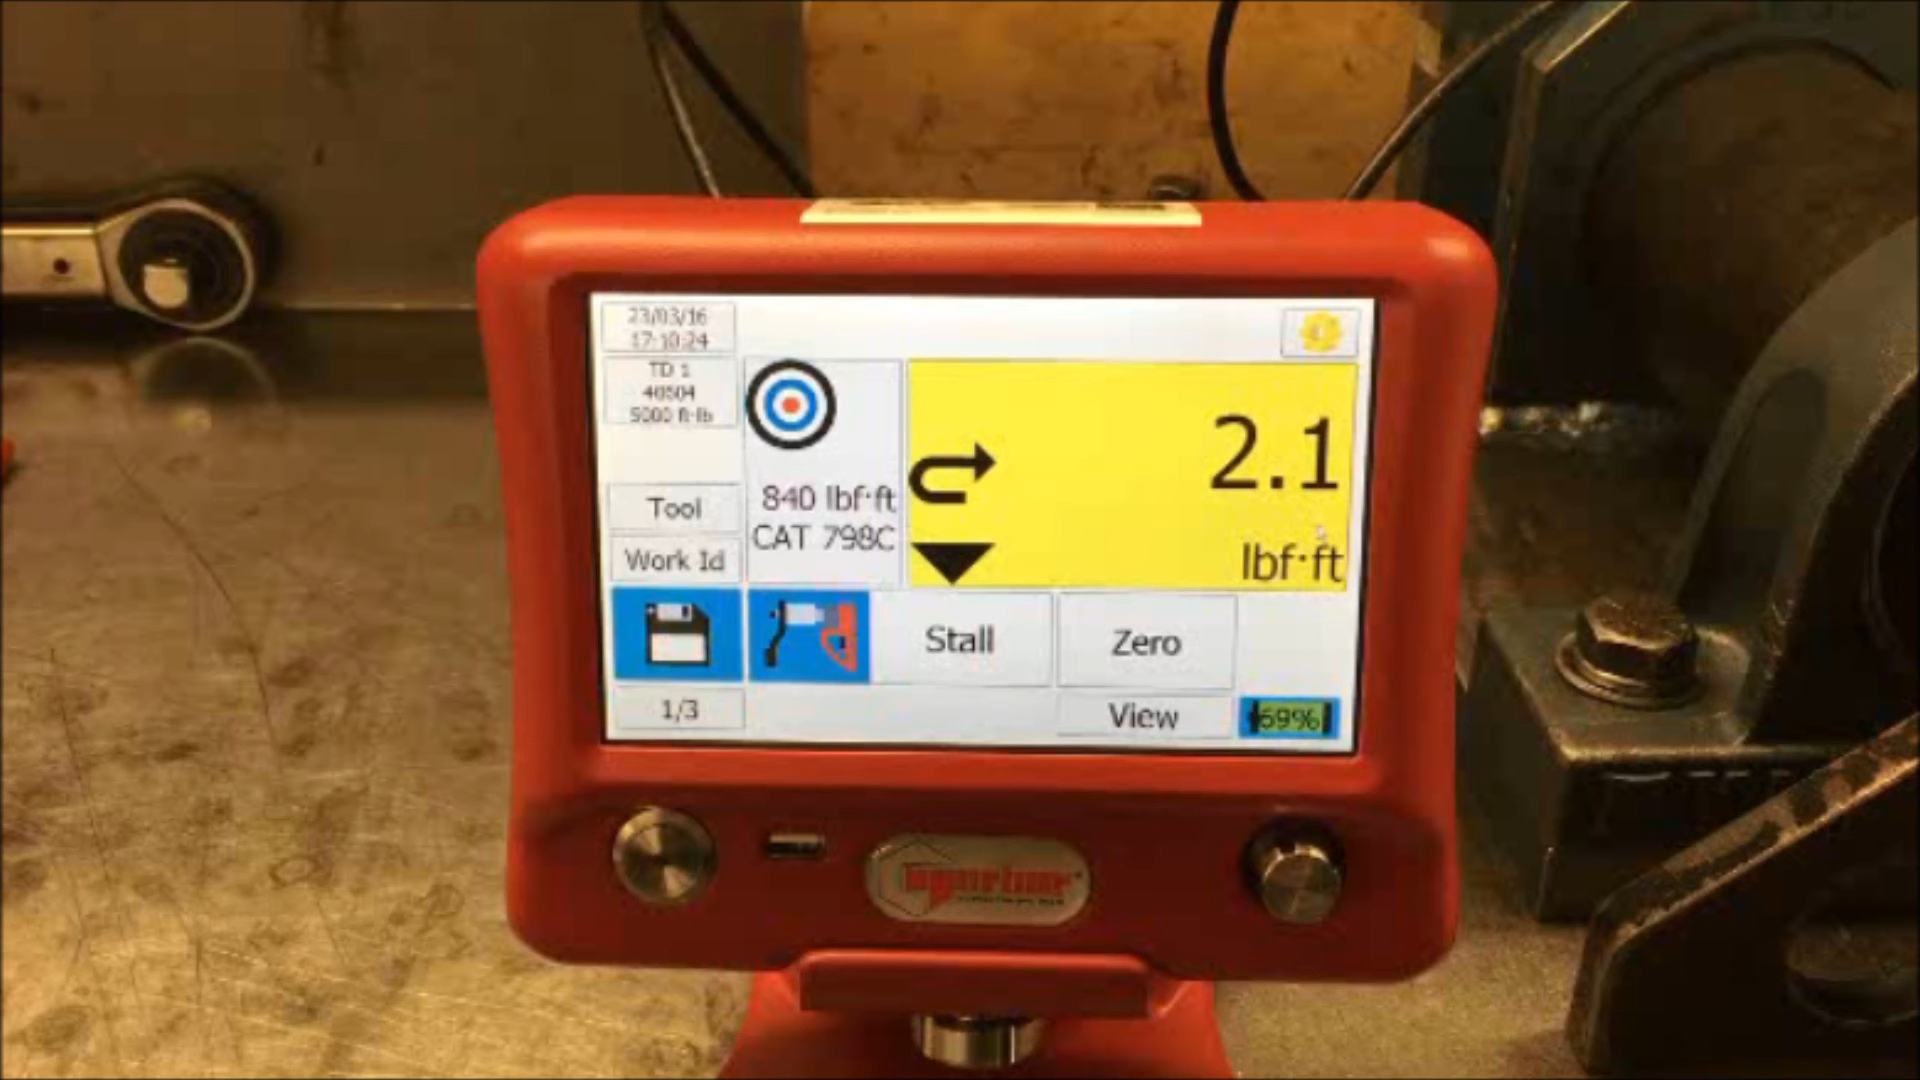 23/03/16
17:10:24
TD 1
5000 ft·lb
840 lbf·ft
CAT 798C
2.1
lbf·ft
Tool
Work Id
Stall
Zero
1/3
View
69%
norbar